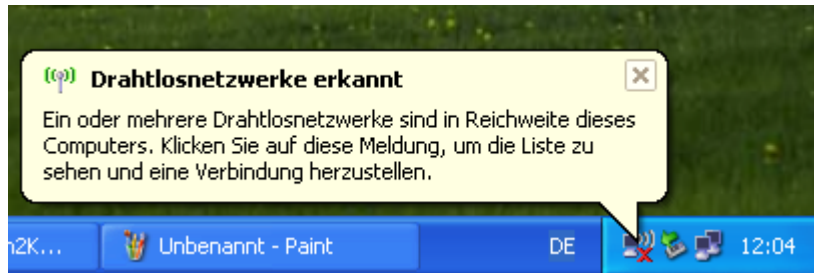 Drahtlosnetzwerke erkannt
Ein oder mehrere Drahtlosnetzwerke sind in Reichweite dieses
Computers. Klicken Sie auf diese Meldung, um die Liste zu
sehen und eine Verbindung herzustellen.
n2K... Unbenannt - Paint DE 12:04